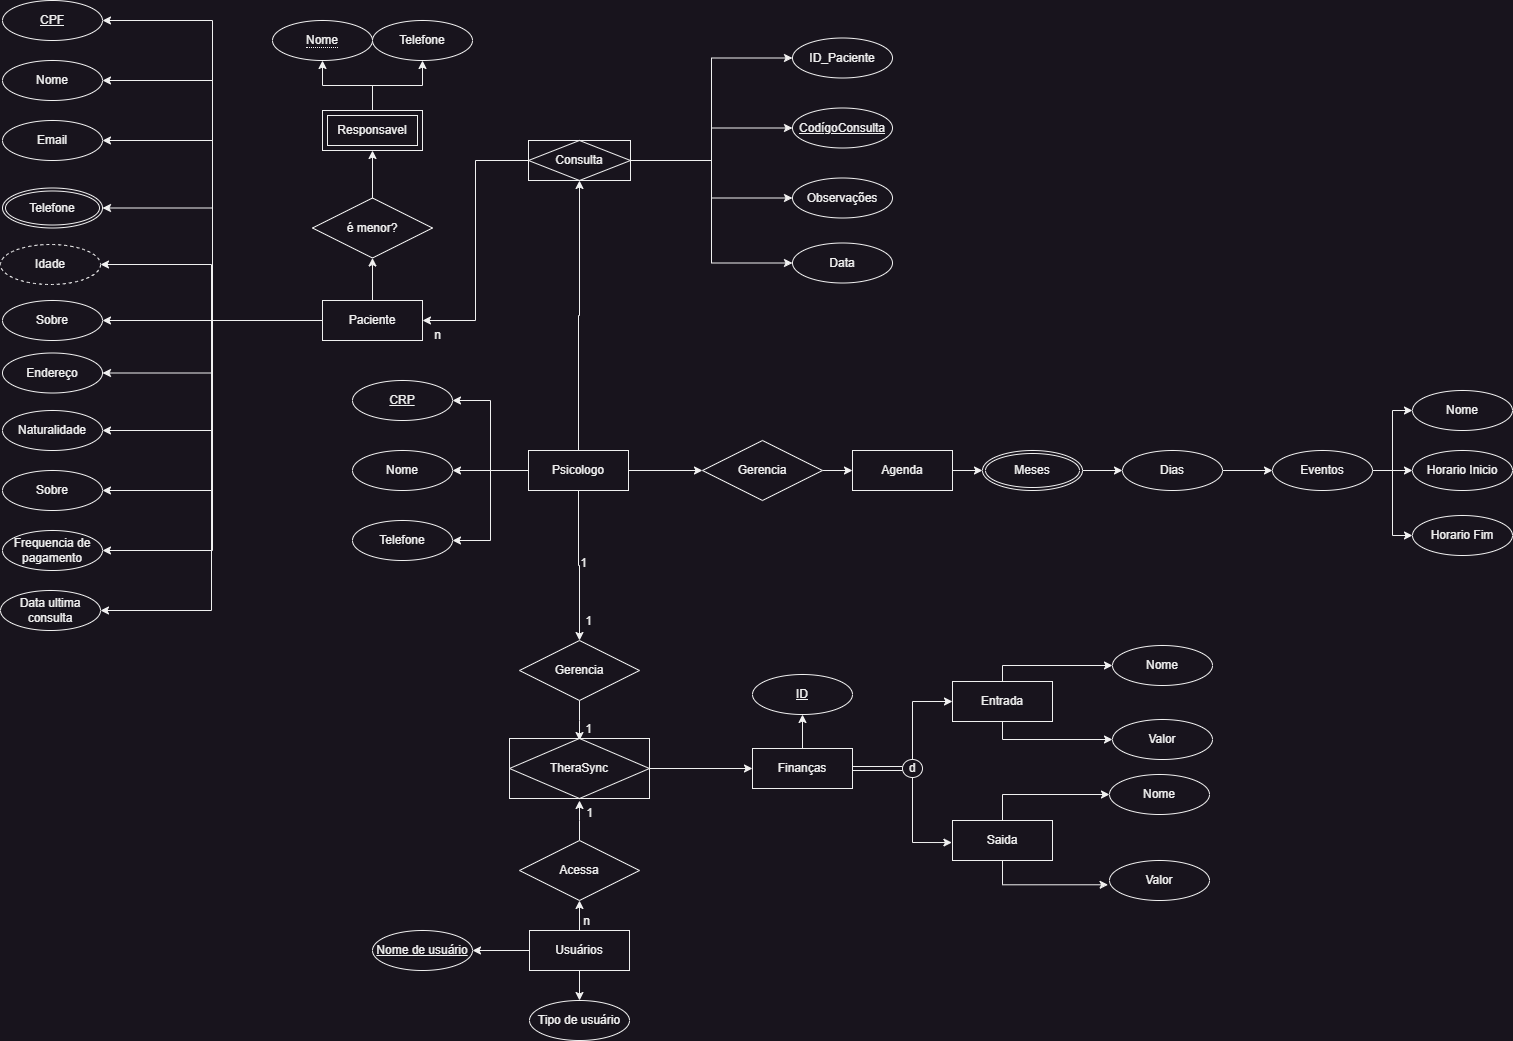 CPF
Nome
Email
Telefone
Idade
Sobre
Endereço
Naturalidade
Sobre
Frequencia de
pagamento
Data ultima
consulta
Nome
Telefone
Responsavel
é menor?
Paciente
n
Consulta
ID_Paciente
CodígoConsulta
Observações
Data
CRP
Nome
Telefone
Psicologo
Gerencia
Agenda
Meses
Dias
Eventos
Nome
Horario Inicio
Horario Fim
1
1
Gerencia
1
TheraSync
1
Acessa
n
Usuários
Nome de usuário
Tipo de usuário
ID
Finanças
d
Entrada
Nome
Valor
Saida
Nome
Valor